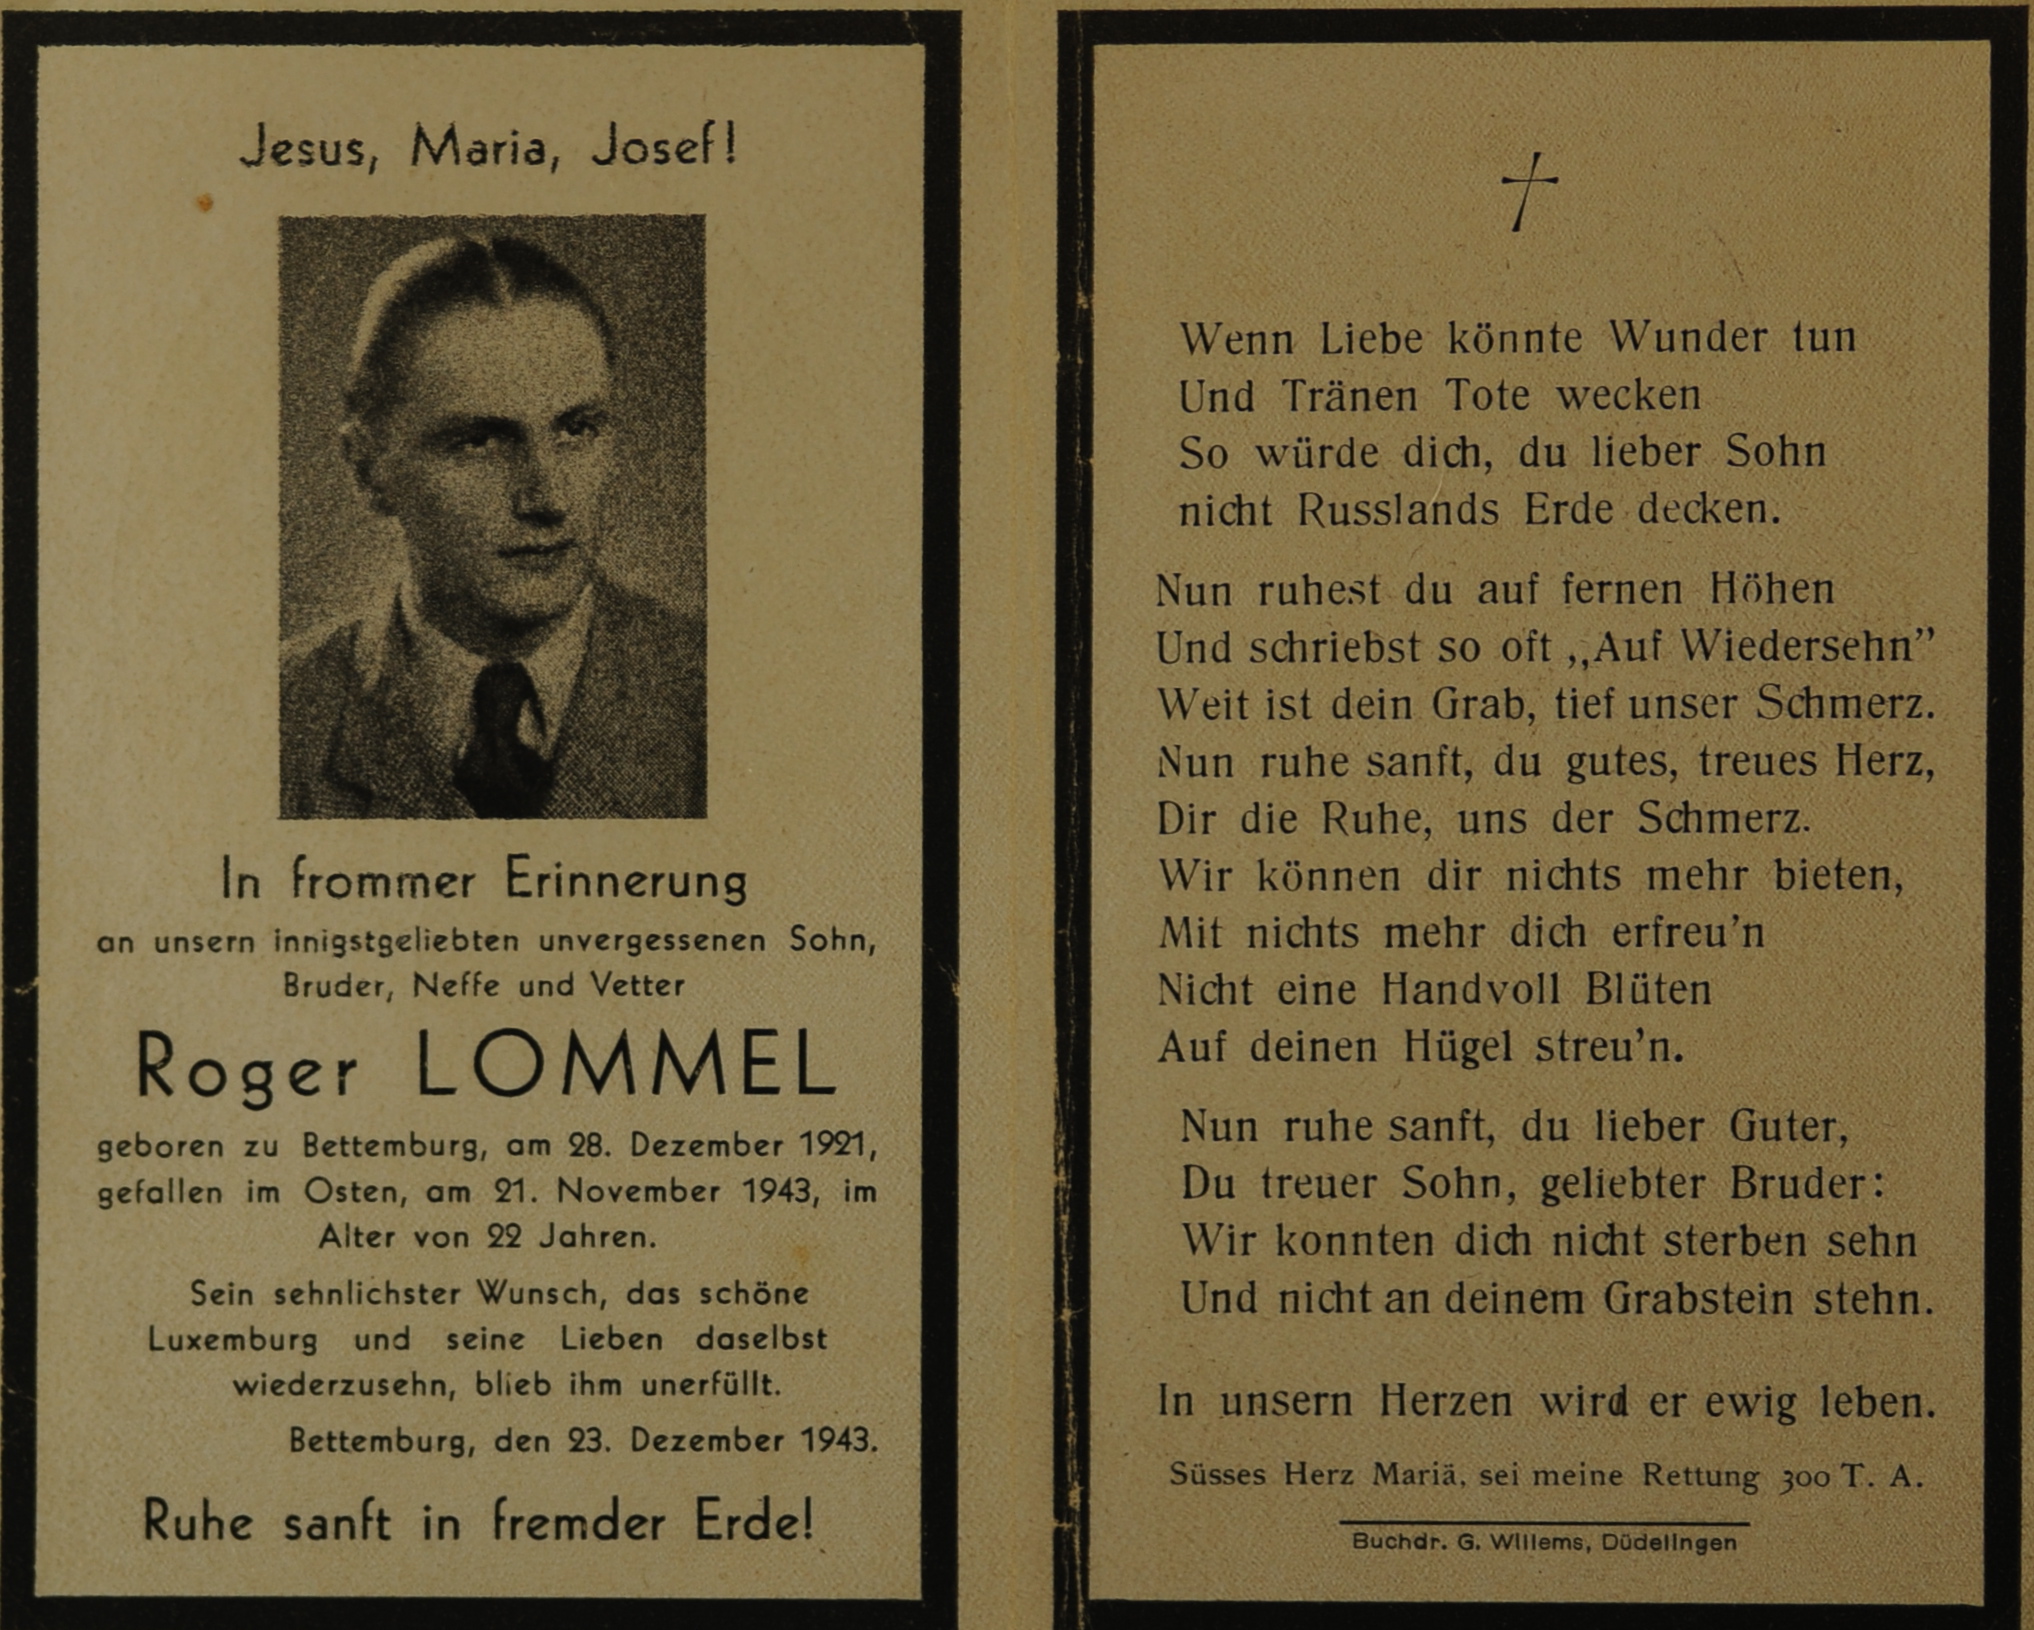 Jesus, Maria, Josef!
In frommer Erinnerung
an unsern innigstgeliebten unvergessenen Sohn,
Bruder, Neffe und Vetter
Roger LOMMEL
geboren zu Bettemburg, am 28. Dezember 1921,
gefallen im Osten, am 21. November 1943, im
Alter von 22 Jahren.
Sein sehnlichster Wunsch, das schöne
Luxemburg und seine Lieben daselbst
wiederzusehn, blieb ihm unerfüllt.
Bettemburg, den 23. Dezember 1943.
Ruhe sanft in fremder Erde!
Wenn Liebe könnte Wunder tun
Und Tränen Tote wecken
So würde dich, du lieber Sohn
nicht Russlands Erde decken.
Nun ruhest du auf fernen Höhen
Und schriebst so oft „Auf Wiedersehn”
Weit ist dein Grab, tief unser Schmerz.
Nun ruhe sanft, du gutes, treues Herz,
Dir die Ruhe, uns der Schmerz.
Wir können dir nichts mehr bieten,
Mit nichts mehr dich erfreu’n
Nicht eine Handvoll Blüten
Auf deinen Hügel streu’n.
Nun ruhe sanft, du lieber Guter,
Du treuer Sohn, geliebter Bruder:
Wir konnten dich nicht sterben sehn
Und nicht an deinem Grabstein stehn.
In unsern Herzen wird er ewig leben.
Süsses Herz Mariä, sei meine Rettung 300 T. A.
Buchdr. G. Willems, Düdelingen